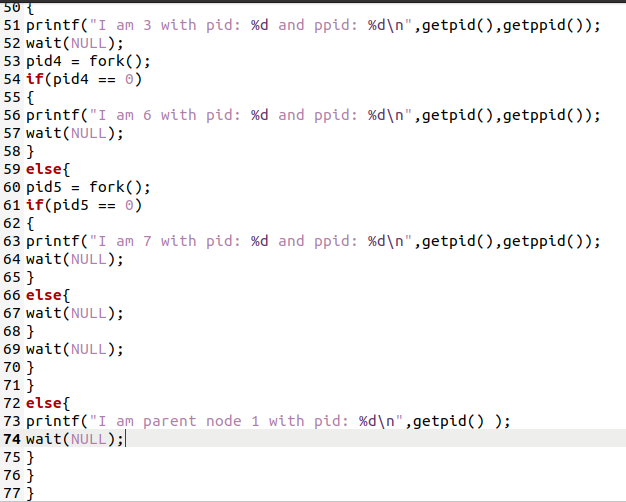 50 {
51 printf("I am 3 with pid: %d and ppid: %d\n",getpid(),getppid());
52 wait(NULL);
53 pid4 = fork();
54 if(pid4 == 0)
55 {
56 printf("I am 6 with pid: %d and ppid: %d\n",getpid(),getppid());
57 wait(NULL);
58 }
59 else{
60 pid5 = fork();
61 if(pid5 == 0)
62 {
63 printf("I am 7 with pid: %d and ppid: %d\n",getpid(),getppid());
64 wait(NULL);
65 }
66 else{
67 wait(NULL);
68 }
69 wait(NULL);
70 }
71 }
72 else{
73 printf("I am parent node 1 with pid: %d\n",getpid() );
74 wait(NULL);
75 }
76 }
77 }